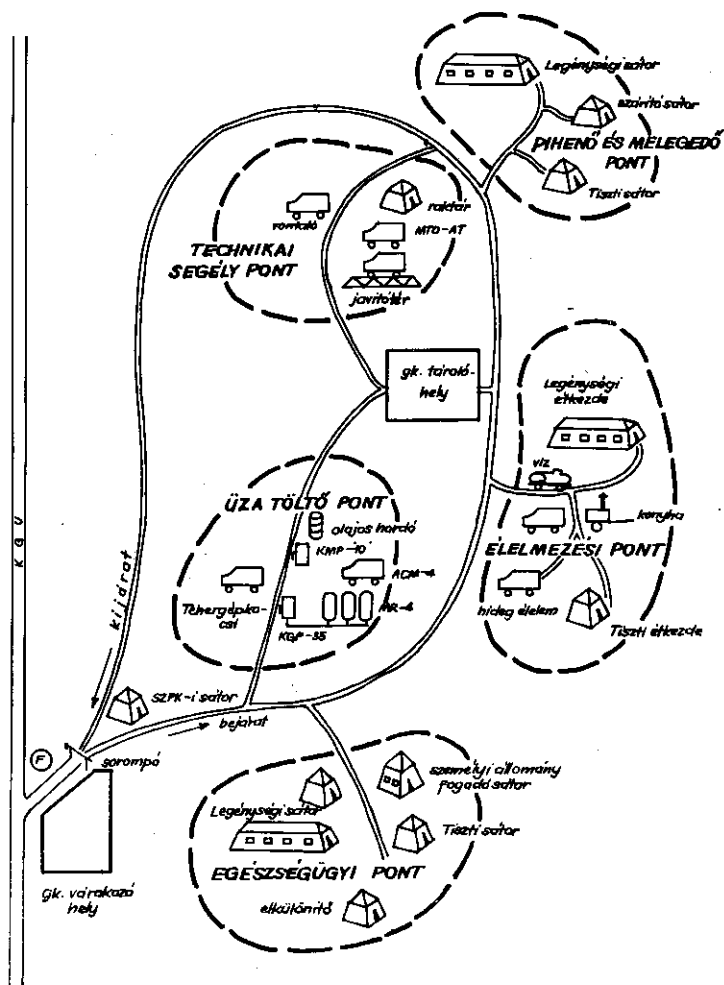 Legénységi sátor
szárító sátor
PIHENŐ ÉS MELEGEDŐ
PONT
Tiszti sátor
vontató
raktár
MTO-AT
TECHNIKAI
SEGÉLY PONT
javítótér
gk. tároló-
hely
Legénységi
étkezde
víz
konyha
ÉLELMEZÉSI PONT
hideg élelem
Tiszti étkezde
ÜZA TÖLTŐ PONT
olajos hordó
KMP-10
ACM-4
Tehergépko-
csi
MR-4
KGP-35
KGU
kijárat
SZPK-i sátor
bejárat
F
sorompó
gk. várakozó
hely
személyi állomány
fogadó sátor
Legénységi sátor
Tiszti sátor
EGÉSZSÉGÜGYI PONT
elkülönítő